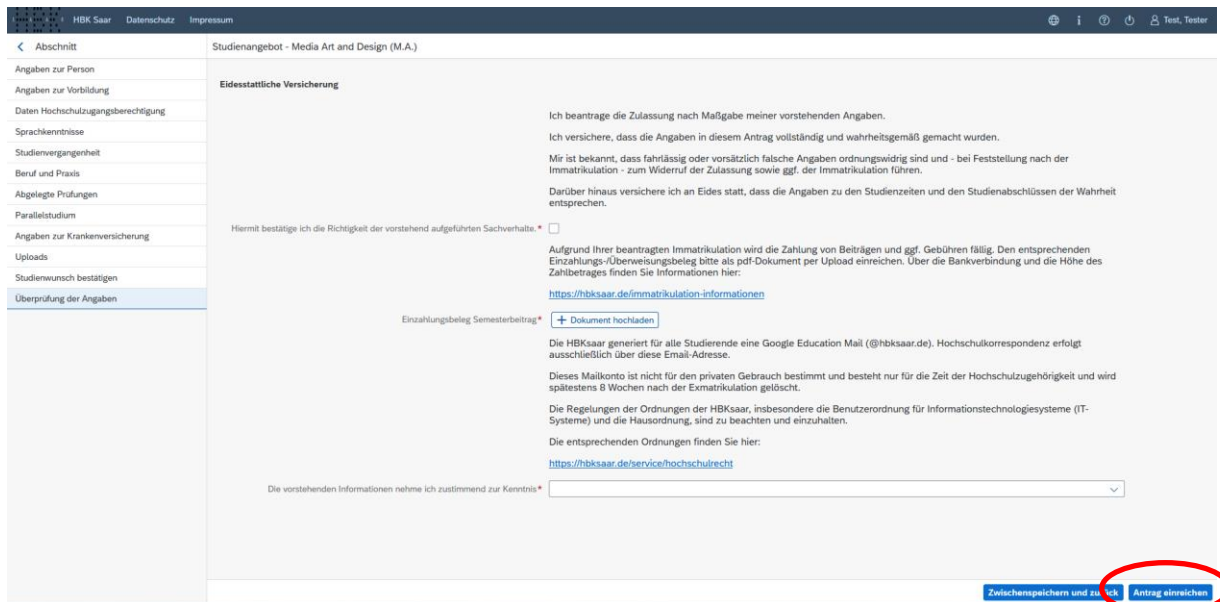 HBK Saar Datenschutz Impressum
i ? Test, Tester
Abschnitt
Studienangebot - Media Art and Design (M.A.)
Angaben zur Person
Angaben zur Vorbildung
Daten Hochschulzugangsberechtigung
Sprachkenntnisse
Studienvergangenheit
Beruf und Praxis
Abgelegte Prüfungen
Parallelstudium
Angaben zur Krankenversicherung
Uploads
Studienwunsch bestätigen
Überprüfung der Angaben
Eidesstattliche Versicherung
Ich beantrage die Zulassung nach Maßgabe meiner vorstehenden Angaben.
Ich versichere, dass die Angaben in diesem Antrag vollständig und wahrheitsgemäß gemacht wurden.
Mir ist bekannt, dass fahrlässig oder vorsätzlich falsche Angaben ordnungswidrig sind und - bei Feststellung nach der
Immatrikulation - zum Widerruf der Zulassung sowie ggf. der Immatrikulation führen.
Darüber hinaus versichere ich an Eides statt, dass die Angaben zu den Studienzeiten und den Studienabschlüssen der Wahrheit
entsprechen.
Hiermit bestätige ich die Richtigkeit der vorstehend aufgeführten Sachverhalte.*
Aufgrund Ihrer beantragten Immatrikulation wird die Zahlung von Beiträgen und ggf. Gebühren fällig. Den entsprechenden
Einzahlungs-/Überweisungsbeleg bitte als pdf-Dokument per Upload einreichen. Über die Bankverbindung und die Höhe des
Zahlbetrages finden Sie Informationen hier:
https://hbksaar.de/immatrikulation-informationen
Einzahlungsbeleg Semesterbeitrag* + Dokument hochladen
Die HBKsaar generiert für alle Studierende eine Google Education Mail (@hbksaar.de). Hochschulkorrespondenz erfolgt
ausschließlich über diese Email-Adresse.
Dieses Mailkonto ist nicht für den privaten Gebrauch bestimmt und besteht nur für die Zeit der Hochschulzugehörigkeit und wird
spätestens 8 Wochen nach der Exmatrikulation gelöscht.
Die Regelungen der Ordnungen der HBKsaar, insbesondere die Benutzerordnung für Informationstechnologiesysteme (IT-
Systeme) und die Hausordnung, sind zu beachten und einzuhalten.
Die entsprechenden Ordnungen finden Sie hier:
https://hbksaar.de/service/hochschulrecht
Die vorstehenden Informationen nehme ich zustimmend zur Kenntnis*
Zwischenspeichern und zurück Antrag einreichen